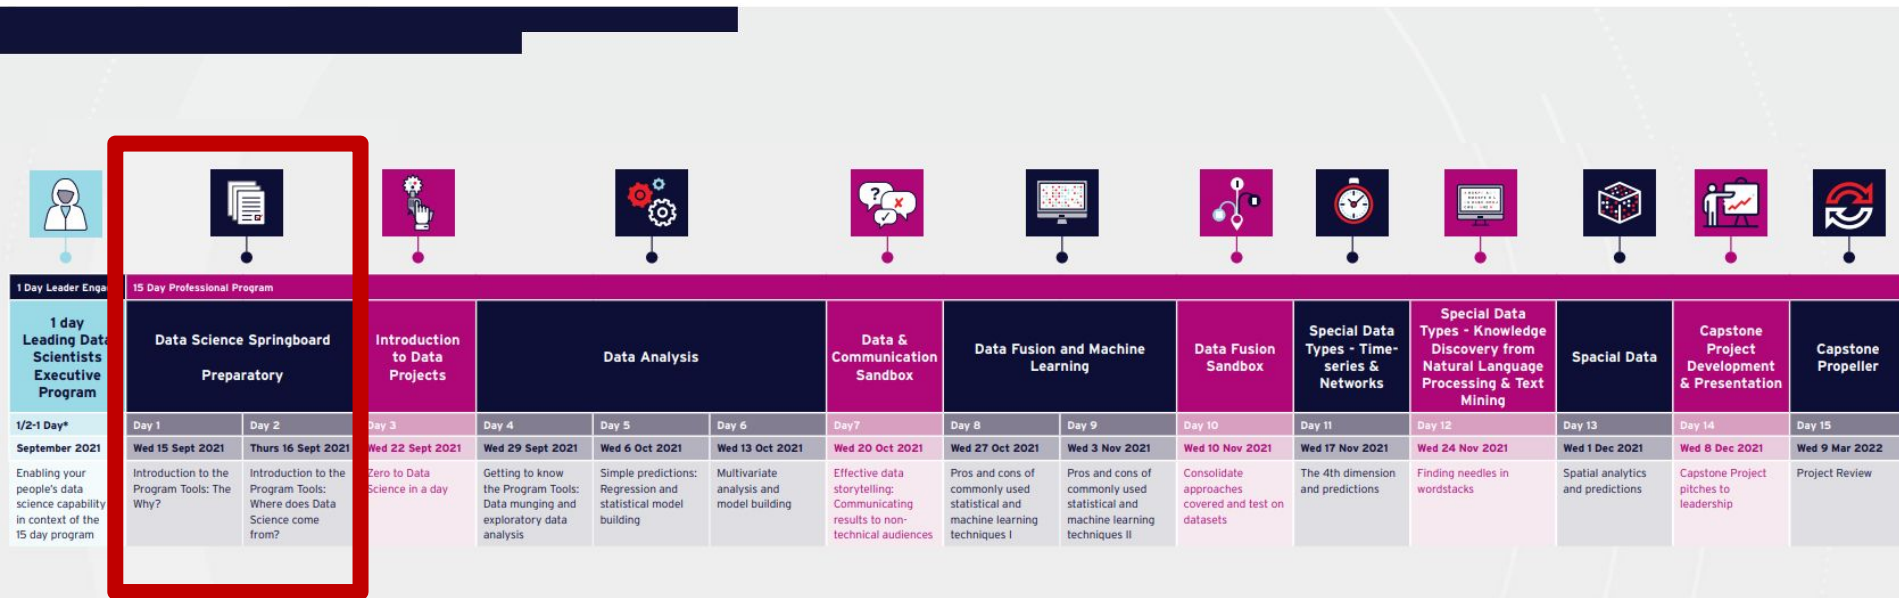 1 Day Leader Enga
15 Day Professional Program
1 day
Leading Data
Scientists
Executive
Program
Data Science Springboard
Preparatory
Introduction
to Data
Projects
Data Analysis
Data &
Communication
Sandbox
Data Fusion and Machine
Learning
Data Fusion
Sandbox
Special Data
Types - Time-
series &
Networks
Special Data
Types - Knowledge
Discovery from
Natural Language
Processing & Text
Mining
Spacial Data
Capstone
Project
Development
& Presentation
Capstone
Propeller
1/2-1 Day*
Day 1
Day 2
Day 3
Day 4
Day 5
Day 6
Day7
Day 8
Day 9
Day 10
Day 11
Day 12
Day 13
Day 14
Day 15
September 2021
Wed 15 Sept 2021
Thurs 16 Sept 2021
Wed 22 Sept 2021
Wed 29 Sept 2021
Wed 6 Oct 2021
Wed 13 Oct 2021
Wed 20 Oct 2021
Wed 27 Oct 2021
Wed 3 Nov 2021
Wed 10 Nov 2021
Wed 17 Nov 2021
Wed 24 Nov 2021
Wed 1 Dec 2021
Wed 8 Dec 2021
Wed 9 Mar 2022
Enabling your
people's data
science capability
in context of the
15 day program
Introduction to the
Program Tools: The
Why?
Introduction to the
Program Tools:
Where does Data
Science come
from?
Zero to Data
Science in a day
Getting to know
the Program Tools:
Data munging and
exploratory data
analysis
Simple predictions:
Regression and
statistical model
building
Multivariate
analysis and
model building
Effective data
storytelling:
Communicating
results to non-
technical audiences
Pros and cons of
commonly used
statistical and
machine learning
techniques I
Pros and cons of
commonly used
statistical and
machine learning
techniques II
Consolidate
approaches
covered and test on
datasets
The 4th dimension
and predictions
Finding needles in
wordstacks
Spatial analytics
and predictions
Capstone Project
pitches to
leadership
Project Review